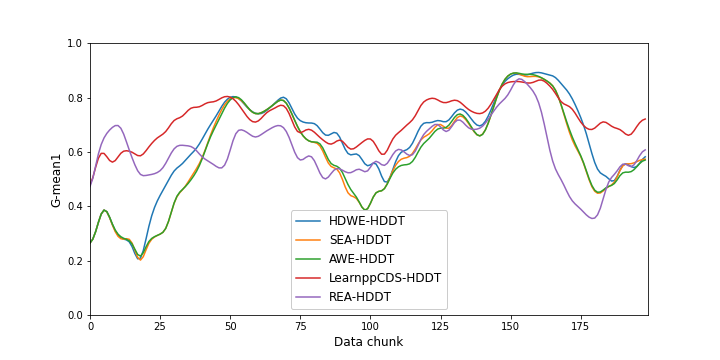 1.0
0.8
0.6
0.4
0.2
0.0
G-mean1
HDWE-HDDT
SEA-HDDT
AWE-HDDT
LearnppCDS-HDDT
REA-HDDT
0 25 50 75 100 125 150 175
Data chunk